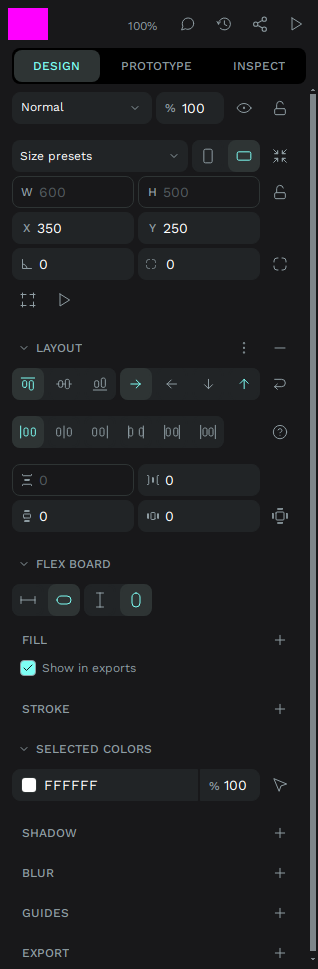 100%
DESIGN PROTOTYPE INSPECT
Normal % 100
Size presets
W 600 H 500
X 350 Y 250
0 0
LAYOUT
0 0
0 0
FLEX BOARD
FILL
Show in exports
STROKE
SELECTED COLORS
FFFFFF % 100
SHADOW
BLUR
GUIDES
EXPORT